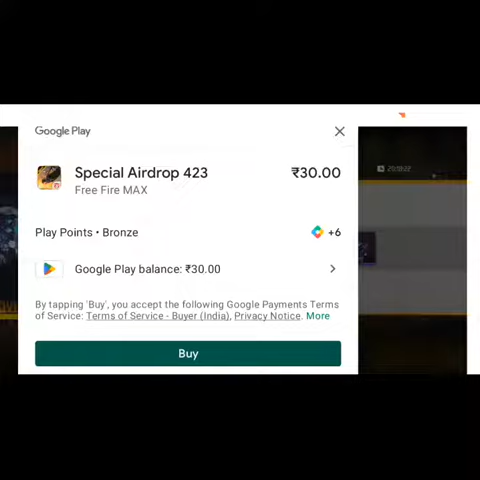 Google Play
Special Airdrop 423
₹30.00
Free Fire MAX
Play Points • Bronze
+6
Google Play balance: ₹30.00
By tapping 'Buy', you accept the following Google Payments Terms
of Service: Terms of Service - Buyer (India), Privacy Notice. More
Buy